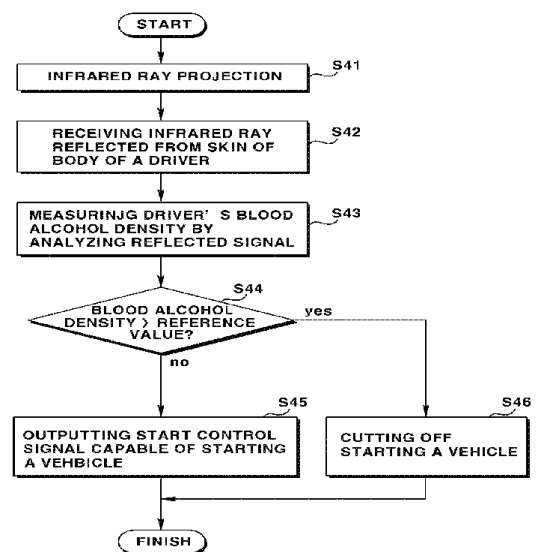 START
S41
INFRARED RAY PROJECTION
S42
RECEIVING INFRARED RAY
REFLECTED FROM SKIN OF
BODY OF A DRIVER
S43
MEASURINJG DRIVER' S BLOOD
ALCOHOL DENSITY BY
ANALYZING REFLECTED SIGNAL
S44
BLOOD ALCOHOL
DENSITY > REFERENCE
VALUE?
yes
no
S45
OUTPUTTING START CONTROL
SIGNAL CAPABLE OF STARTING
A VEHBICLE
S46
CUTTING OFF
STARTING A VEHICLE
FINISH